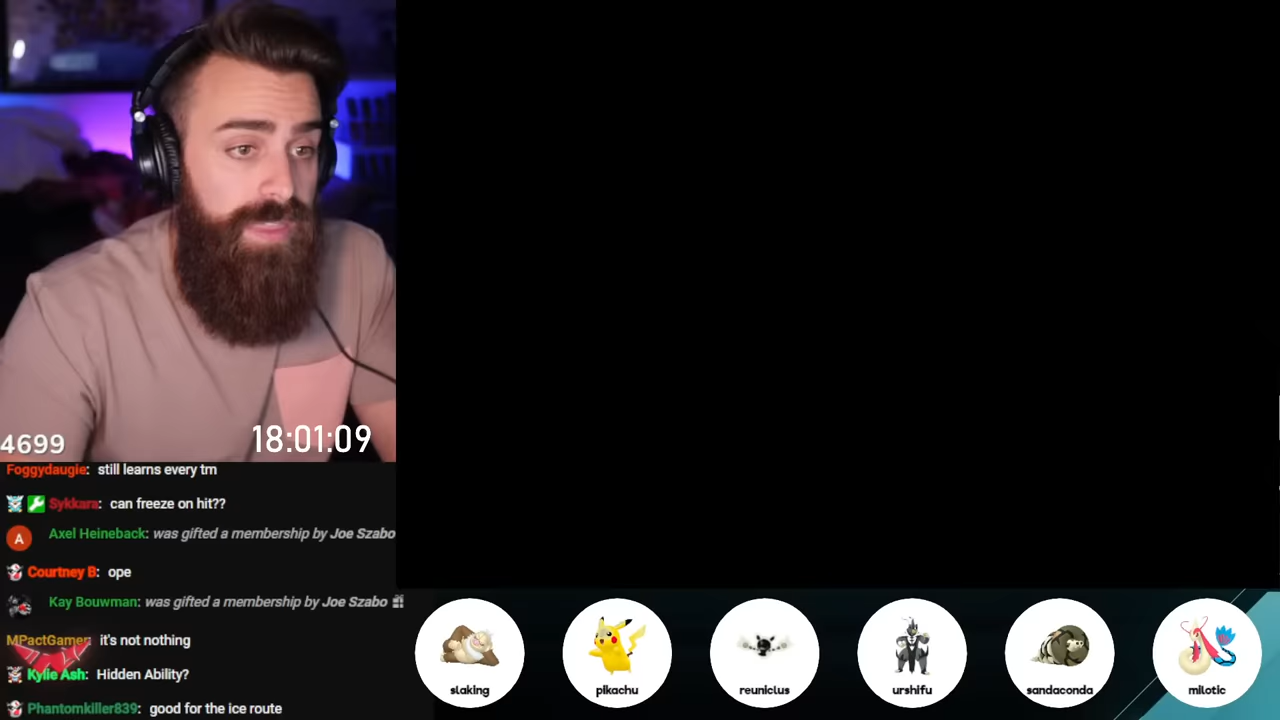 4699
18:01:09
Foggydaugie: still learns every tm
Sykkara: can freeze on hit??
A Axel Heineback: was gifted a membership by Joe Szabo
Courtney B: ope
Kay Bouwman: was gifted a membership by Joe Szabo
MPactGamer: it's not nothing
Kylie Ash: Hidden Ability?
Phantomkiller839: good for the ice route
slaking pikachu reuniclus urshifu sandaconda milotic